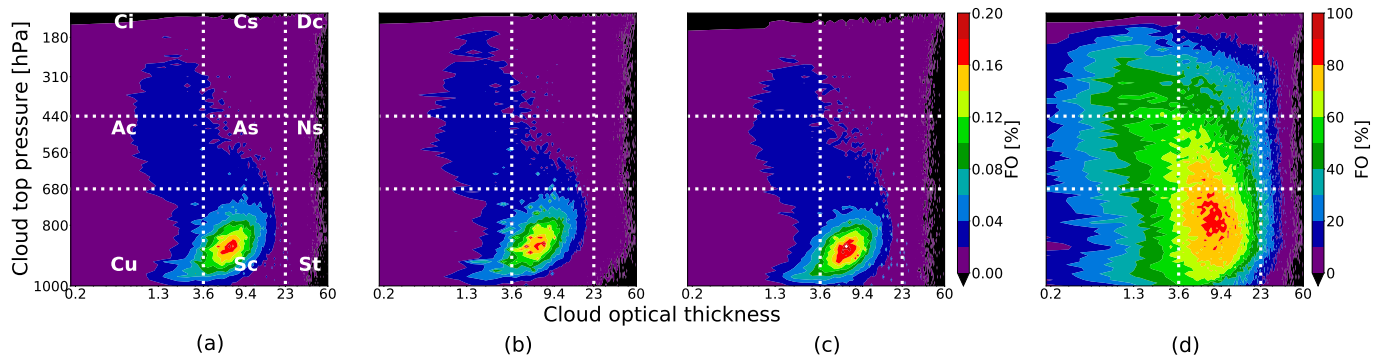 Cloud top pressure [hPa]
180
310
440
560
680
800
1000
Ci Cs Dc
Ac As Ns
Cu Sc St
0.2 1.3 3.6 9.4 23 60
(a)
0.2 1.3 3.6 9.4 23 60
(b)
0.2 1.3 3.6 9.4 23 60
(c)
0.20
0.16
0.12
0.08
0.04
0.00
FO [%]
0.2 1.3 3.6 9.4 23 60
(d)
100
80
60
40
20
0
FO [%]
Cloud optical thickness